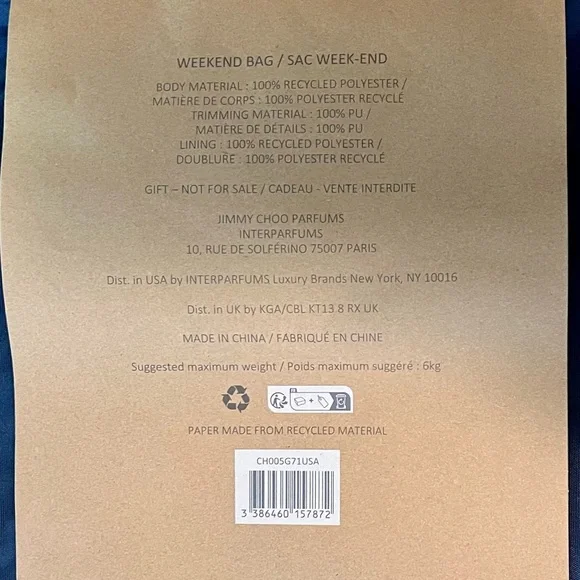 WEEKEND BAG / SAC WEEK-END
BODY MATERIAL : 100% RECYCLED POLYESTER /
MATIÈRE DE CORPS : 100% POLYESTER RECYCLÉ
TRIMMING MATERIAL : 100% PU /
MATIÈRE DE DÉTAILS : 100% PU
LINING : 100% RECYCLED POLYESTER /
DOUBLURE : 100% POLYESTER RECYCLÉ
GIFT – NOT FOR SALE / CADEAU - VENTE INTERDITE
JIMMY CHOO PARFUMS
INTERPARFUMS
10, RUE DE SOLFÉRINO 75007 PARIS
Dist. in USA by INTERPARFUMS Luxury Brands New York, NY 10016
Dist. in UK by KGA/CBL KT13 8 RX UK
MADE IN CHINA / FABRIQUÉ EN CHINE
Suggested maximum weight / Poids maximum suggéré : 6kg
FR
PAPER MADE FROM RECYCLED MATERIAL
CH005G71USA
3 386460 157872